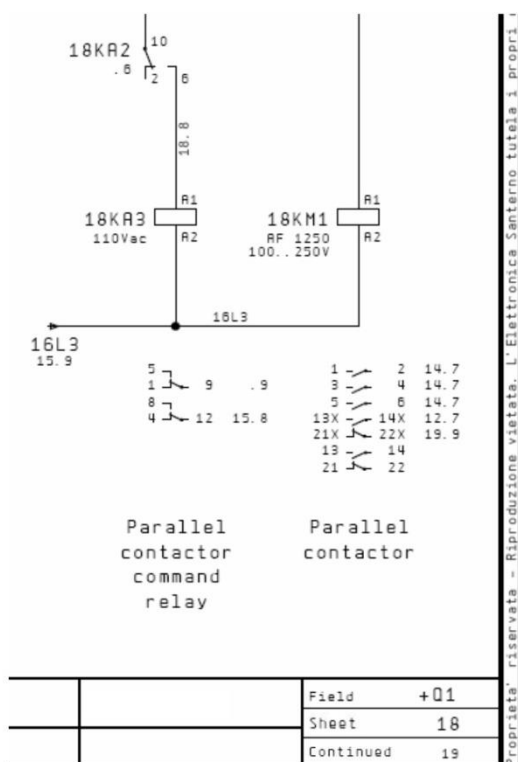 18KA2
10
.6
2
6
18.8
A1
18KA3
110Vac
A2
A1
18KM1
AF 1250
100..250V
A2
16L3
16L3
15.9
5
1 9 .9
8
4 12 15.8
1 2 14.7
3 4 14.7
5 6 14.7
13X 14X 12.7
21X 22X 19.9
13 14
21 22
Parallel
contactor
command
relay
Parallel
contactor
Field +Q1
Sheet 18
Continued 19
Proprieta' riservata - Riproduzione vietata. L'Elettronica Santerno tutela i propri